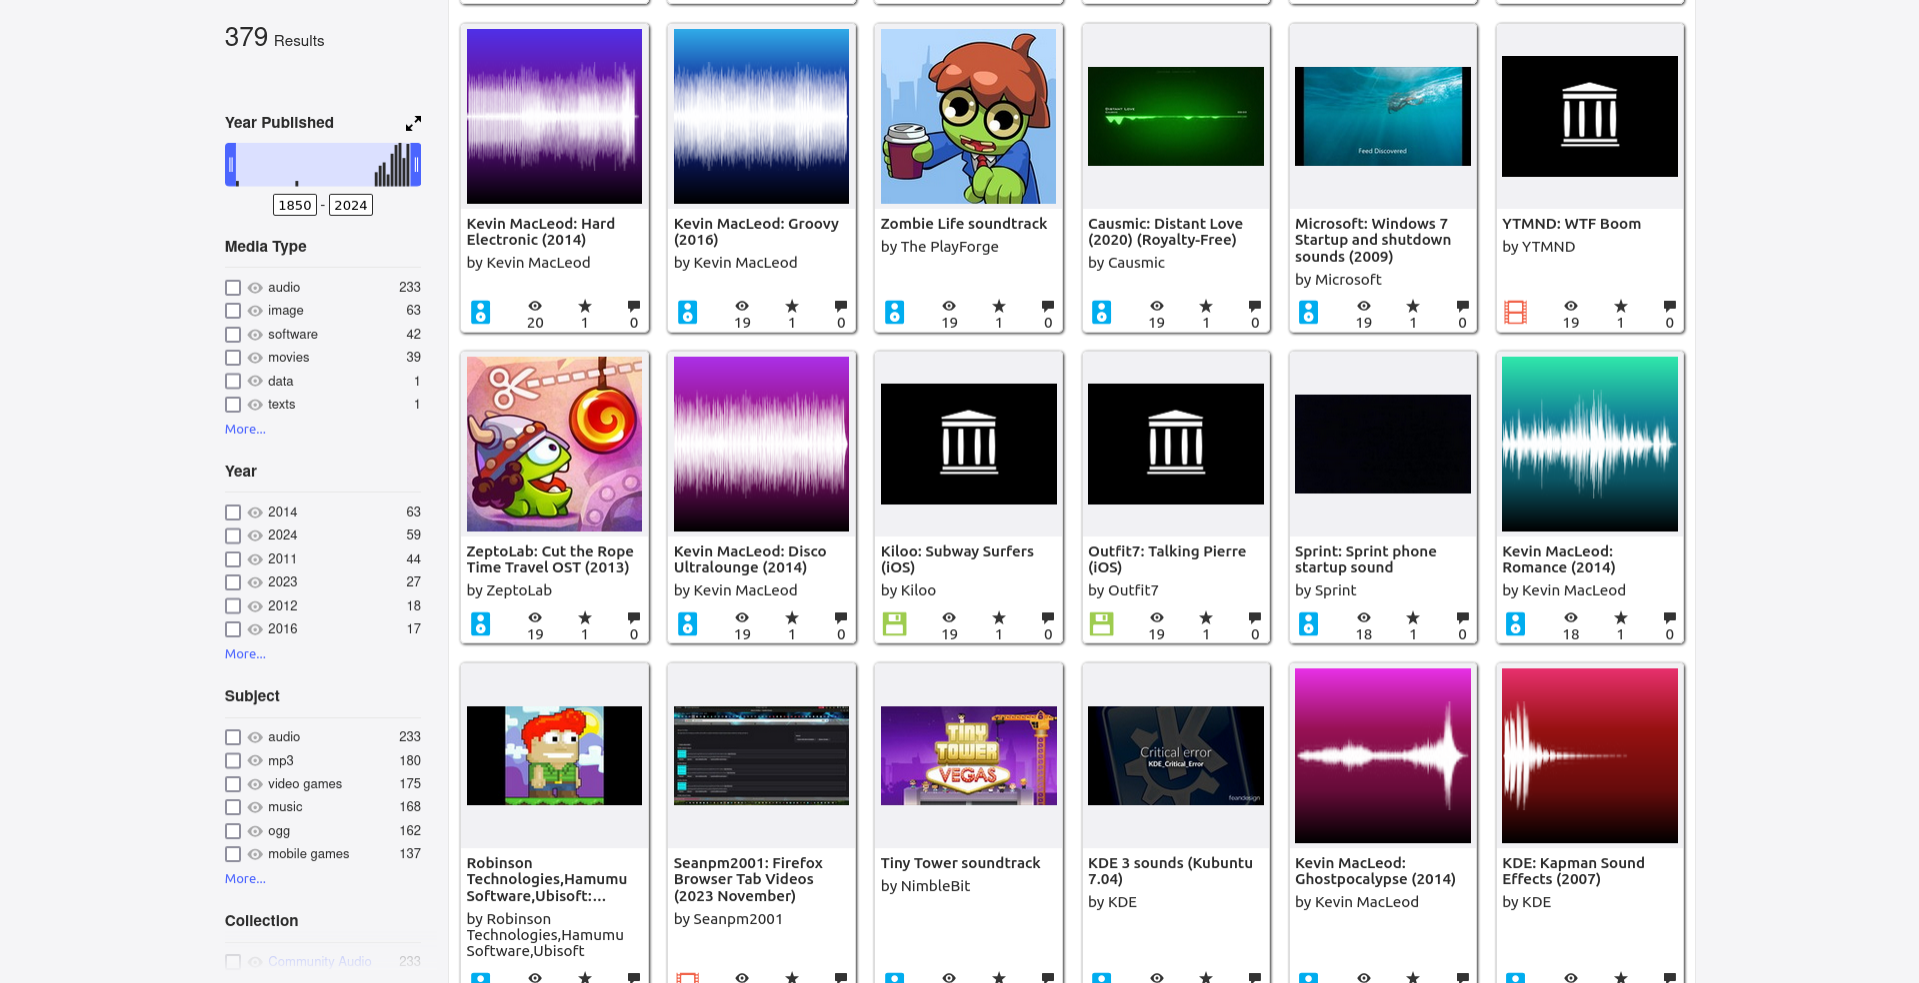 379 Results
Year Published
1850 - 2024
Media Type
audio 233
image 63
software 42
movies 39
data 1
texts 1
More...
Year
2014 63
2024 59
2011 44
2023 27
2012 18
2016 17
More...
Subject
audio 233
mp3 180
video games 175
music 168
ogg 162
mobile games 137
More...
Collection
Community Audio 233
Kevin MacLeod: Hard
Electronic (2014)
by Kevin MacLeod
20 1 0
Kevin MacLeod: Groovy
(2016)
by Kevin MacLeod
19 1 0
Zombie Life soundtrack
by The PlayForge
19 1 0
DISTANT LOVE
Causmic: Distant Love
(2020) (Royalty-Free)
by Causmic
19 1 0
Feed Discovered
Microsoft: Windows 7
Startup and shutdown
sounds (2009)
by Microsoft
19 1 0
YTMND: WTF Boom
by YTMND
19 1 0
ZeptoLab: Cut the Rope
Time Travel OST (2013)
by ZeptoLab
19 1 0
Kevin MacLeod: Disco
Ultralounge (2014)
by Kevin MacLeod
19 1 0
Kiloo: Subway Surfers
(iOS)
by Kiloo
19 1 0
Outfit7: Talking Pierre
(iOS)
by Outfit7
19 1 0
Sprint: Sprint phone
startup sound
by Sprint
18 1 0
Kevin MacLeod:
Romance (2014)
by Kevin MacLeod
18 1 0
Robinson
Technologies,Hamumu
Software,Ubisoft:...
by Robinson
Technologies,Hamumu
Software,Ubisoft
Seanpm2001: Firefox
Browser Tab Videos
(2023 November)
by Seanpm2001
TINY
TOWER
VEGAS
Tiny Tower soundtrack
by NimbleBit
Critical error
KDE_Critical_Error
feandesign
KDE 3 sounds (Kubuntu
7.04)
by KDE
Kevin MacLeod:
Ghostpocalypse (2014)
by Kevin MacLeod
KDE: Kapman Sound
Effects (2007)
by KDE